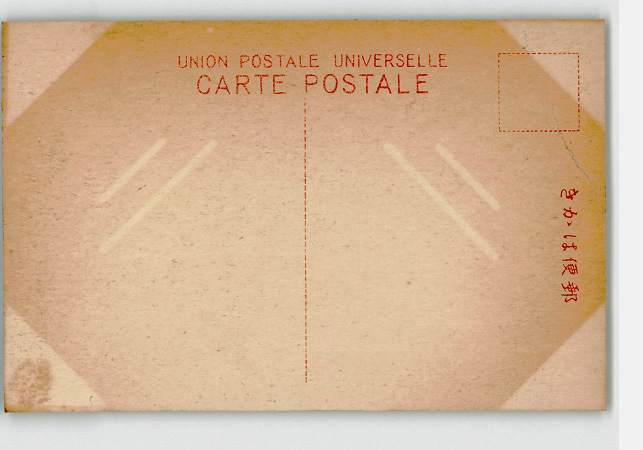 UNION POSTALE UNIVERSELLE
CARTE POSTALE
きかは便郵